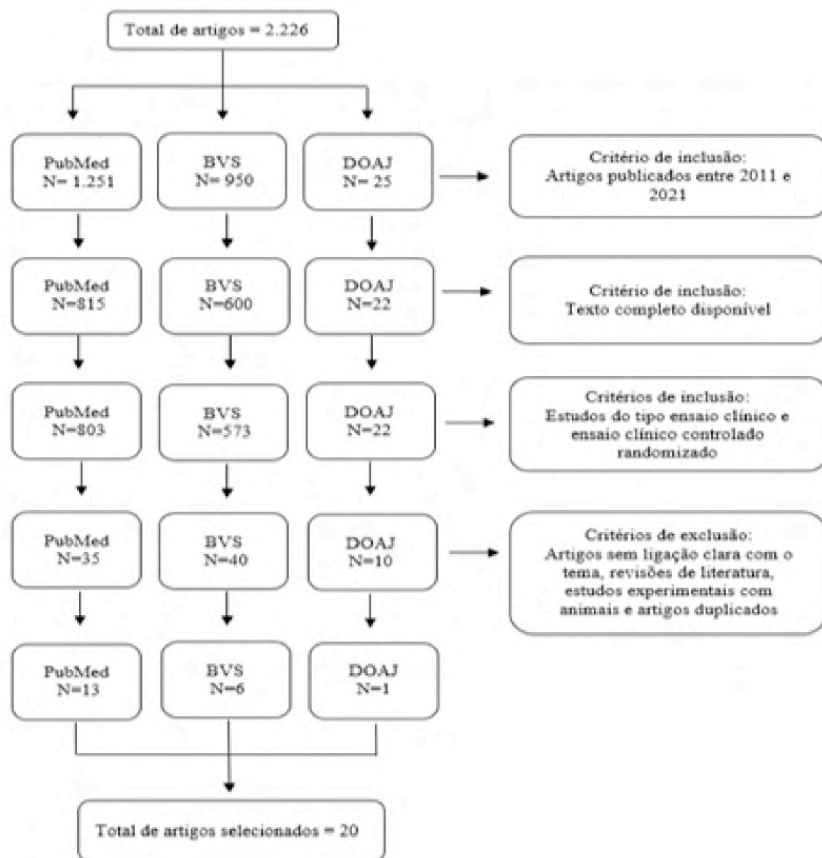 Total de artigos = 2.226
PubMed
N= 1.251
BVS
N= 950
DOAJ
N= 25
Critério de inclusão:
Artigos publicados entre 2011 e
2021
PubMed
N=815
BVS
N=600
DOAJ
N=22
Critério de inclusão:
Texto completo disponível
PubMed
N=803
BVS
N=573
DOAJ
N=22
Critérios de inclusão:
Estudos do tipo ensaio clínico e
ensaio clínico controlado
randomizado
PubMed
N=35
BVS
N=40
DOAJ
N=10
Critérios de exclusão:
Artigos sem ligação clara com o
tema, revisões de literatura,
estudos experimentais com
animais e artigos duplicados
PubMed
N=13
BVS
N=6
DOAJ
N=1
Total de artigos selecionados = 20